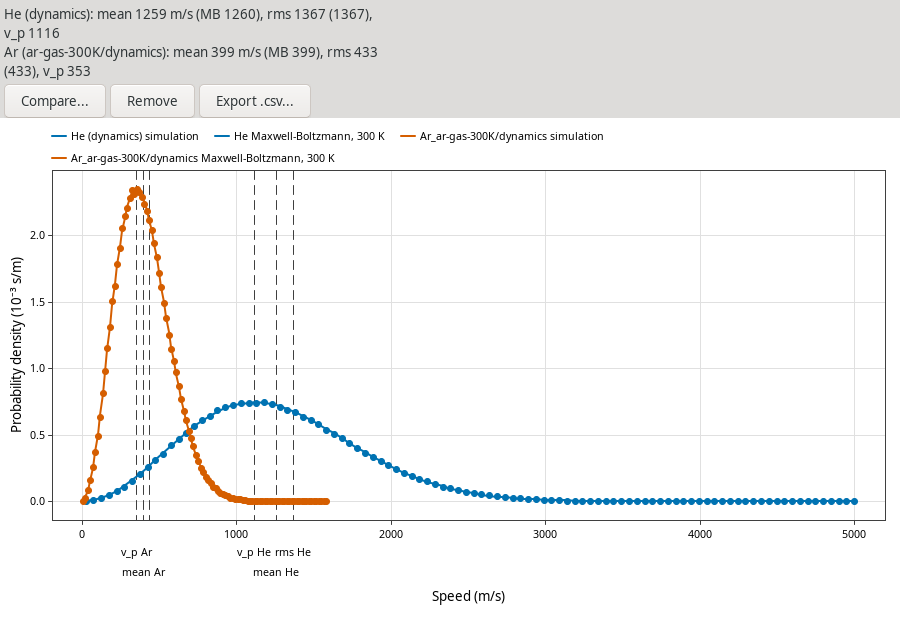 He (dynamics): mean 1259 m/s (MB 1260), rms 1367 (1367),
v_p 1116
Ar (ar-gas-300K/dynamics): mean 399 m/s (MB 399), rms 433
(433), v_p 353
Compare... Remove Export .csv...
He (dynamics) simulation He Maxwell-Boltzmann, 300 K Ar_ar-gas-300K/dynamics simulation
Ar_ar-gas-300K/dynamics Maxwell-Boltzmann, 300 K
Probability density (10⁻³ s/m)
2.0
1.5
1.0
0.5
0.0
0 1000 2000 3000 4000 5000
v_p Ar v_p He rms He
mean Ar mean He
Speed (m/s)